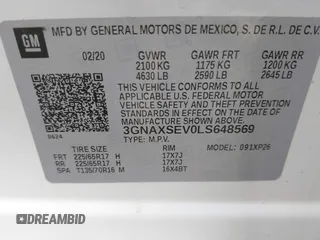 GM
MFD BY GENERAL MOTORS DE MEXICO, S. DE R.L. DE C.V.
02/20 GVWR GAWR FRT GAWR RR
2100 KG 1175 KG 1200 KG
4630 LB 2590 LB 2645 LB
THIS VEHICLE CONFORMS TO ALL APPLICABLE
U.S. FEDERAL MOTOR VEHICLE SAFETY, BUMPER,
AND THEFT PREVENTION STANDARDS IN EFFECT ON
THE DATE OF MANUFACTURE SHOWN ABOVE.
3GNAXSEV0LS648569
TYPE: M.P.V. MODEL: 091XP26
8624
TIRE SIZE RIM
FRT 225/65R17 H 17X7J
RR 225/65R17 H 17X7J
SPA T135/70R16 M 16X4BT